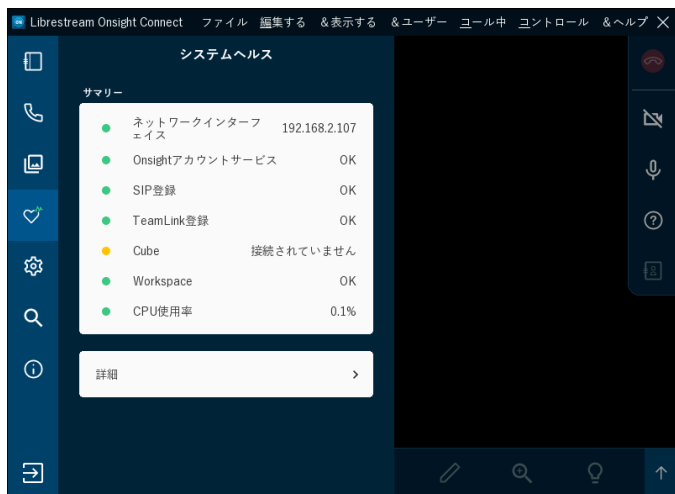 ON Librestream Onsight Connect ファイル 編集する &表示する &ユーザー コール中 コントロール &ヘルプ
システムヘルス
サマリー
ネットワークインターフ
ェイス 192.168.2.107
Onsightアカウントサービス OK
SIP登録 OK
TeamLink登録 OK
Cube 接続されていません
Workspace OK
CPU使用率 0.1%
詳細